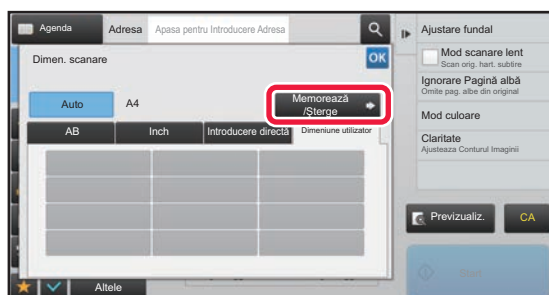 Agenda
Adresa
Apasa pentru Introducere Adresa
Dimen. scanare
OK
Auto
A4
Memorează
/Şterge
AB
Inch
Introducere directă
Dimeniune utilizator
Altele
Ajustare fundal
Mod scanare lent
Scan orig. hart. subtire
Ignorare Pagină albă
Omite pag. albe din original
Mod culoare
Claritate
Ajusteaza Conturul Imaginii
Previzualiz.
CA
Start